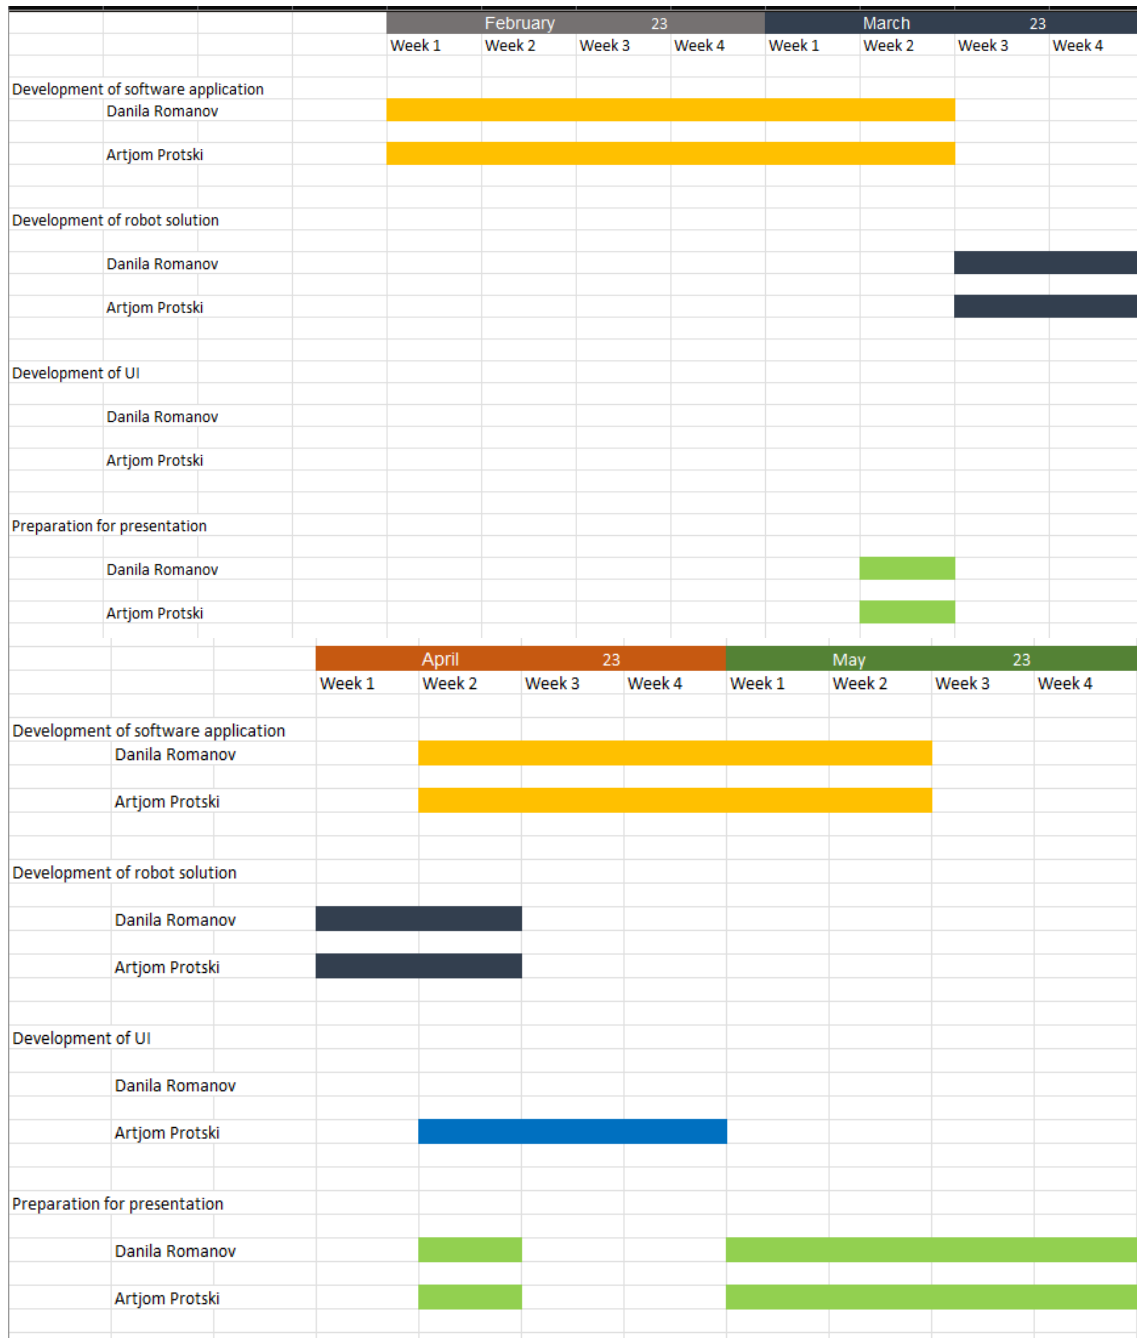 February 23 March 23
Week 1 Week 2 Week 3 Week 4 Week 1 Week 2 Week 3 Week 4
Development of software application
Danila Romanov
Artjom Protski
Development of robot solution
Danila Romanov
Artjom Protski
Development of UI
Danila Romanov
Artjom Protski
Preparation for presentation
Danila Romanov
Artjom Protski
April 23 May 23
Week 1 Week 2 Week 3 Week 4 Week 1 Week 2 Week 3 Week 4
Development of software application
Danila Romanov
Artjom Protski
Development of robot solution
Danila Romanov
Artjom Protski
Development of UI
Danila Romanov
Artjom Protski
Preparation for presentation
Danila Romanov
Artjom Protski